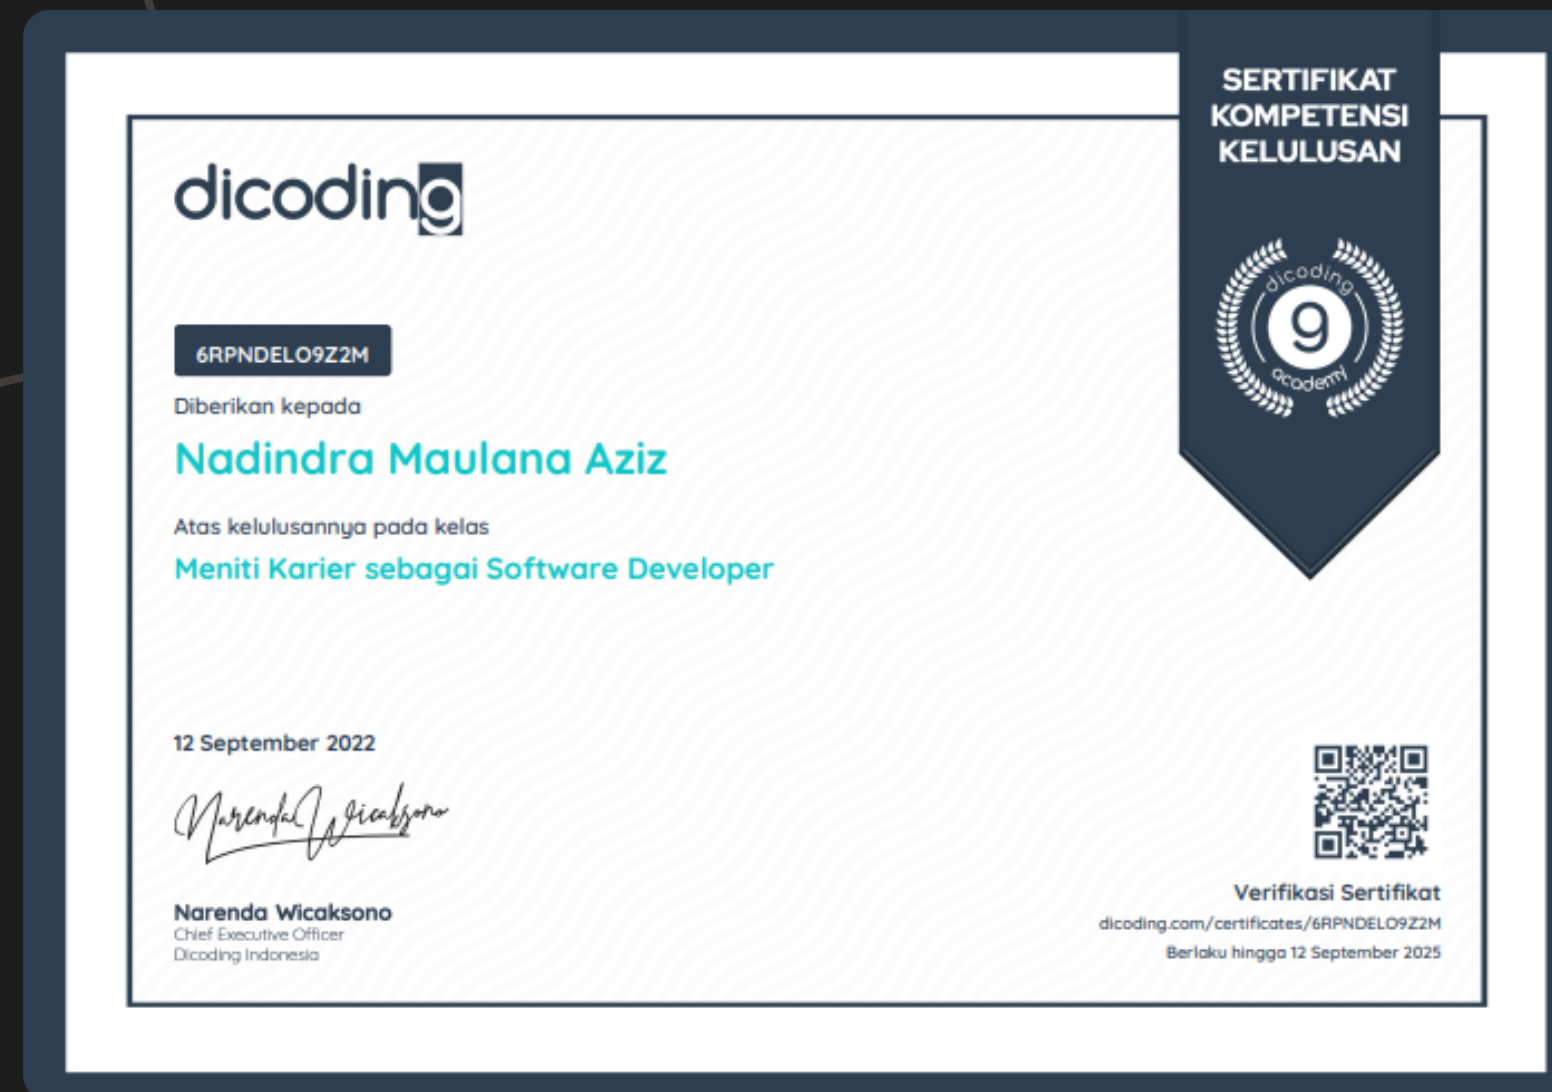 SERTIFIKAT
KOMPETENSI
KELULUSAN
dicoding
dicoding
9
academy
6RPNDELO9Z2M
Diberikan kepada
Nadindra Maulana Aziz
Atas kelulusannya pada kelas
Meniti Karier sebagai Software Developer
12 September 2022
Narenda Wicaksono
Narenda Wicaksono
Chief Executive Officer
Dicoding Indonesia
Verifikasi Sertifikat
dicoding.com/certificates/6RPNDELO9Z2M
Berlaku hingga 12 September 2025